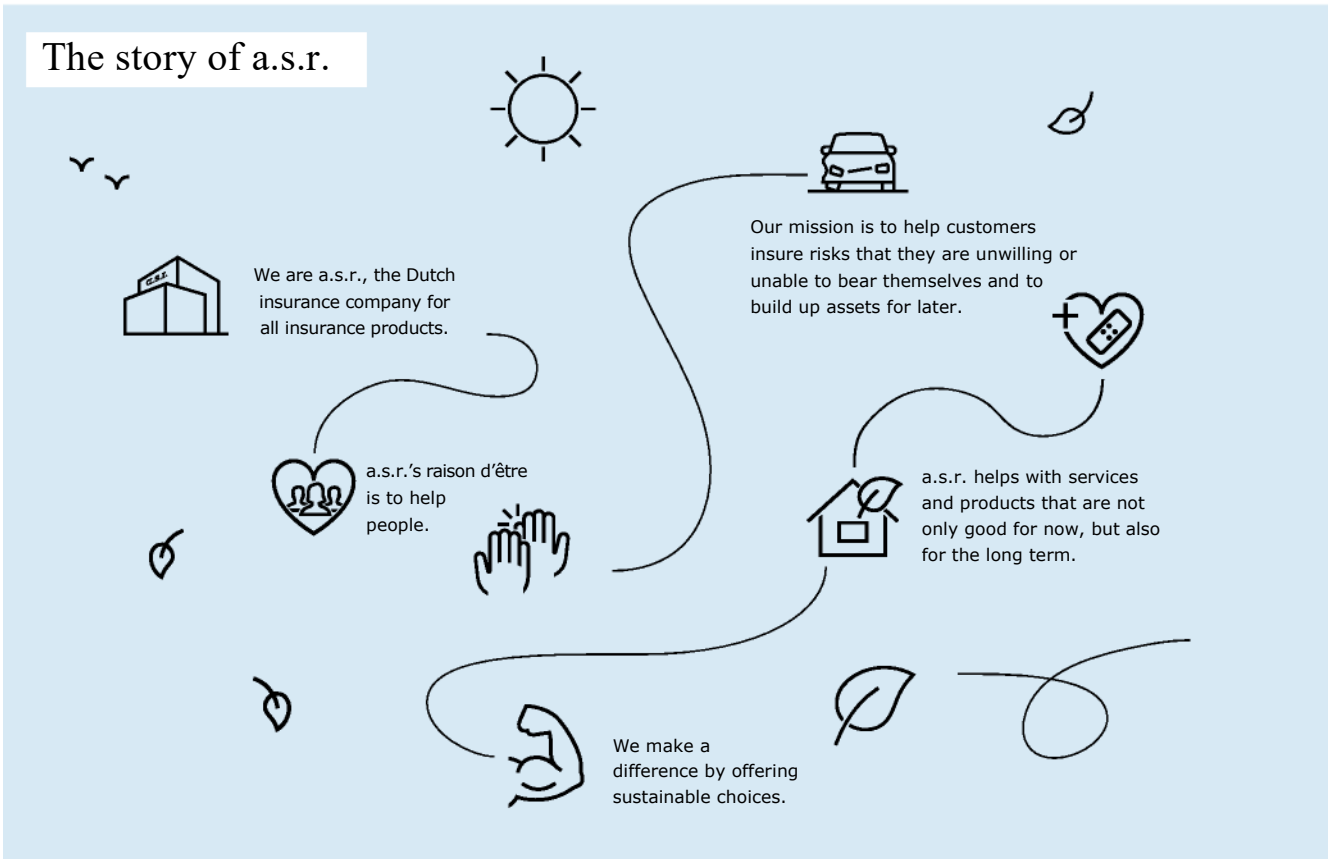 The story of a.s.r.
a.s.r.
We are a.s.r., the Dutch
insurance company for
all insurance products.
a.s.r.’s raison d’être
is to help
people.
Our mission is to help customers
insure risks that they are unwilling or
unable to bear themselves and to
build up assets for later.
a.s.r. helps with services
and products that are not
only good for now, but also
for the long term.
We make a
difference by offering
sustainable choices.